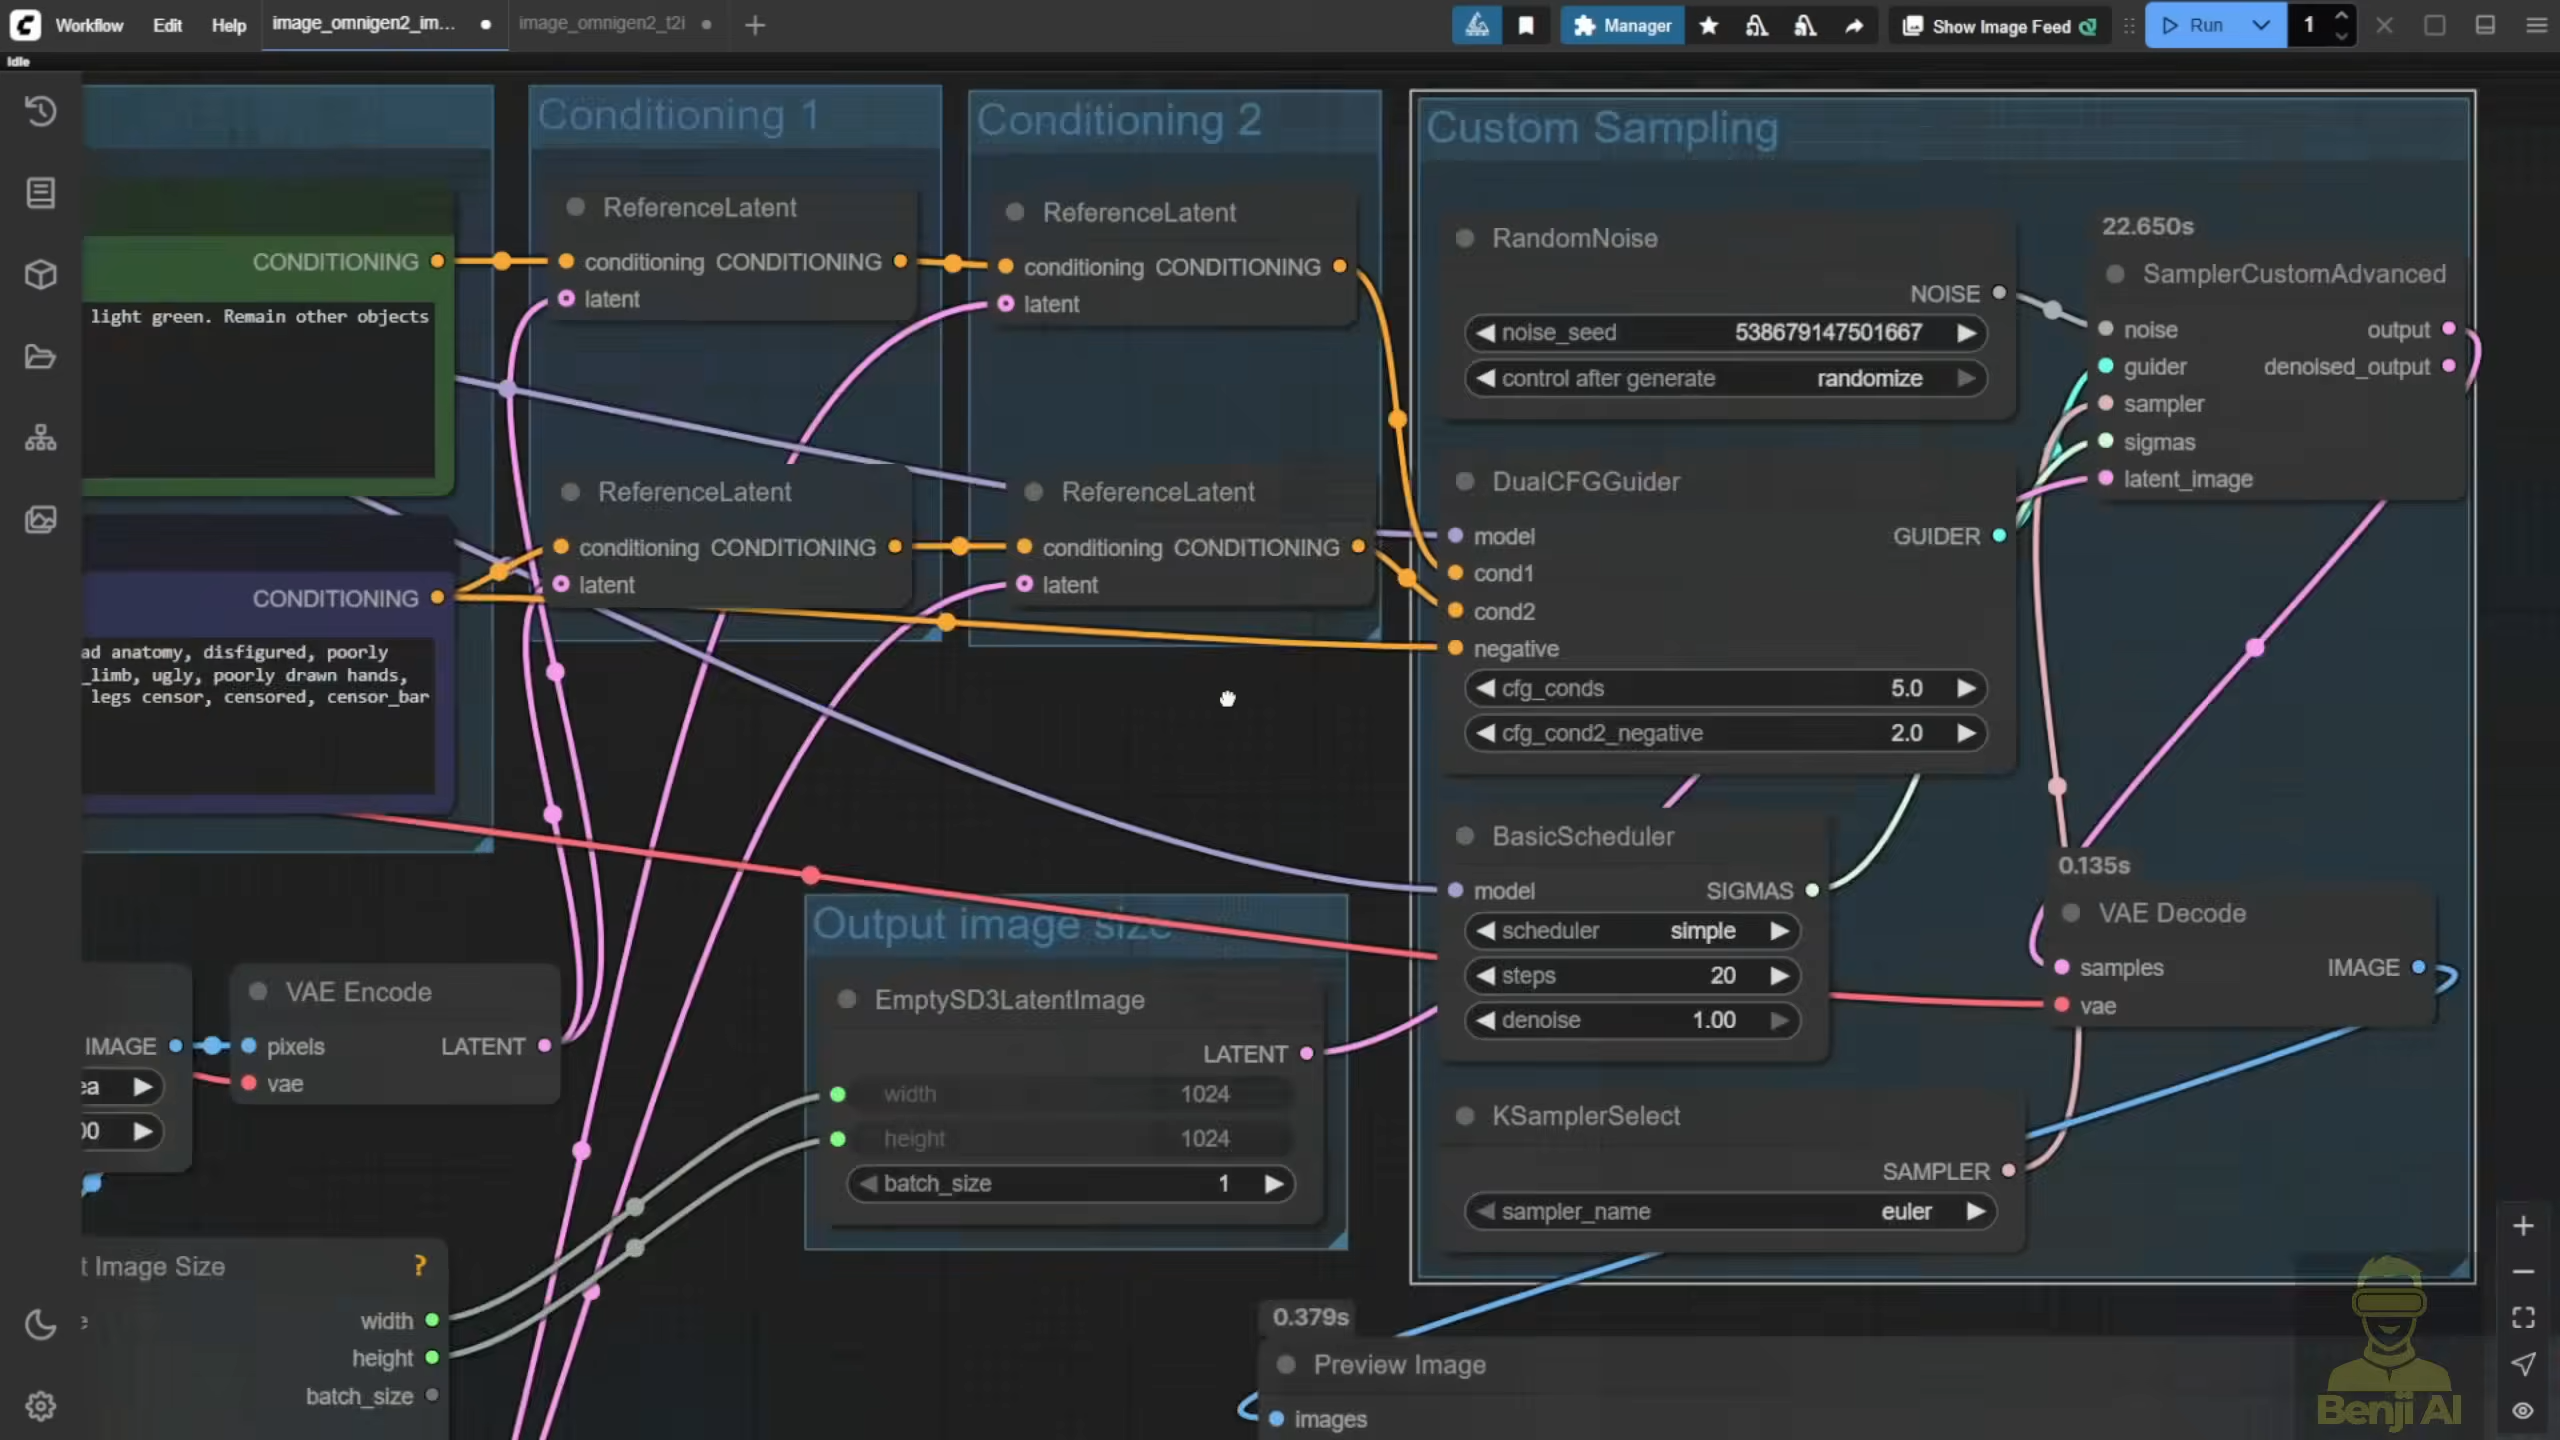 Workflow
Edit
Help
image_omnigen2_im...
image_omnigen2_t2i
Manager
Show Image Feed
Run
1
Idle
Conditioning 1
Conditioning 2
Custom Sampling
ReferenceLatent
conditioning CONDITIONING
latent
ReferenceLatent
conditioning CONDITIONING
latent
CONDITIONING
light green. Remain other objects
ReferenceLatent
conditioning CONDITIONING
latent
ReferenceLatent
conditioning CONDITIONING
latent
CONDITIONING
ad anatomy, disfigured, poorly
_limb, ugly, poorly drawn hands,
legs censor, censored, censor_bar
RandomNoise
NOISE
noise_seed 538679147501667
control after generate randomize
22.650s
SamplerCustomAdvanced
noise output
guider denoised_output
sampler
sigmas
latent_image
DualCFGGuider
model GUIDER
cond1
cond2
negative
cfg_conds 5.0
cfg_cond2_negative 2.0
BasicScheduler
model SIGMAS
scheduler simple
steps 20
denoise 1.00
0.135s
VAE Decode
samples IMAGE
vae
KSamplerSelect
SAMPLER
sampler_name euler
Output image size
EmptySD3LatentImage
LATENT
width 1024
height 1024
batch_size 1
VAE Encode
IMAGE
pixels LATENT
vae
ea
00
t Image Size
?
width
height
batch_size
0.379s
Preview Image
images
Benji AI